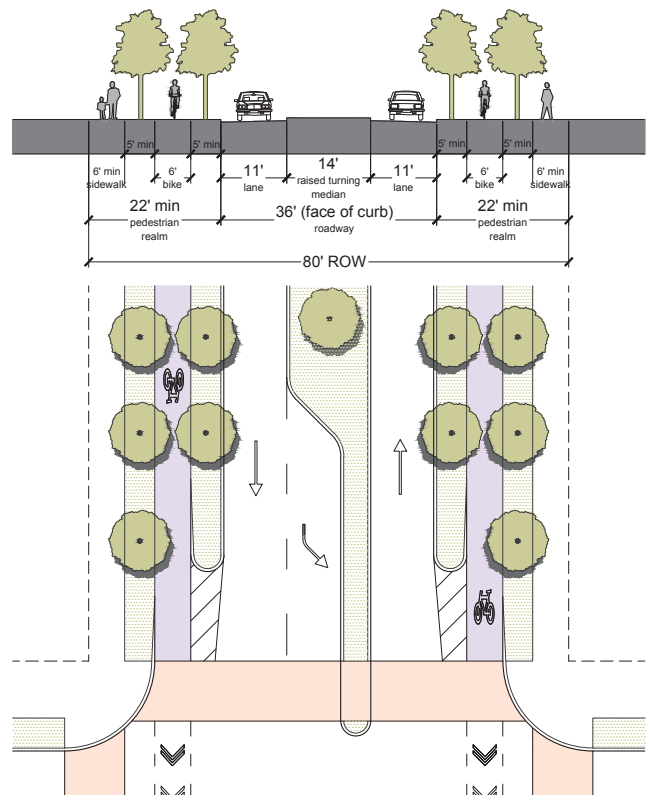 5' min 5' min 5' min 5' min
6' min sidewalk 6' bike 11' lane 14' raised turning median 11' lane 6' bike 6' min sidewalk
22' min pedestrian realm 36' (face of curb) roadway 22' min pedestrian realm
80' ROW